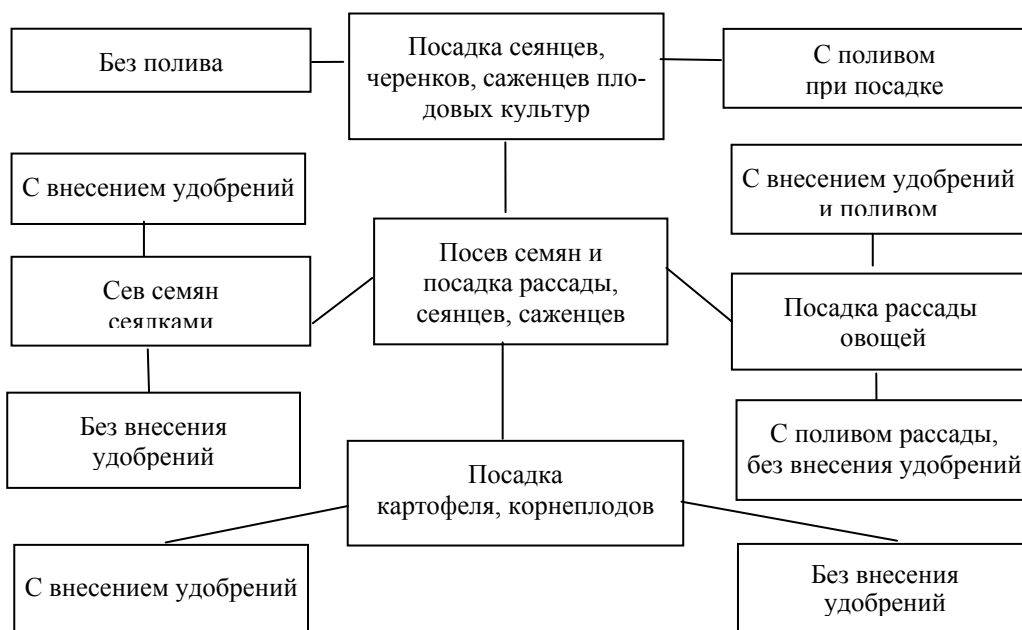 Без полива
Посадка сеянцев,
черенков, саженцев пло-
довых культур
С поливом
при посадке
С внесением удобрений
С внесением удобрений
и поливом
Посев семян и
посадка рассады,
сеянцев, саженцев
Сев семян
сеялками
Посадка рассады
овощей
Без внесения
удобрений
С поливом рассады,
без внесения удобрений
Посадка
картофеля, корнеплодов
С внесением удобрений
Без внесения
удобрений